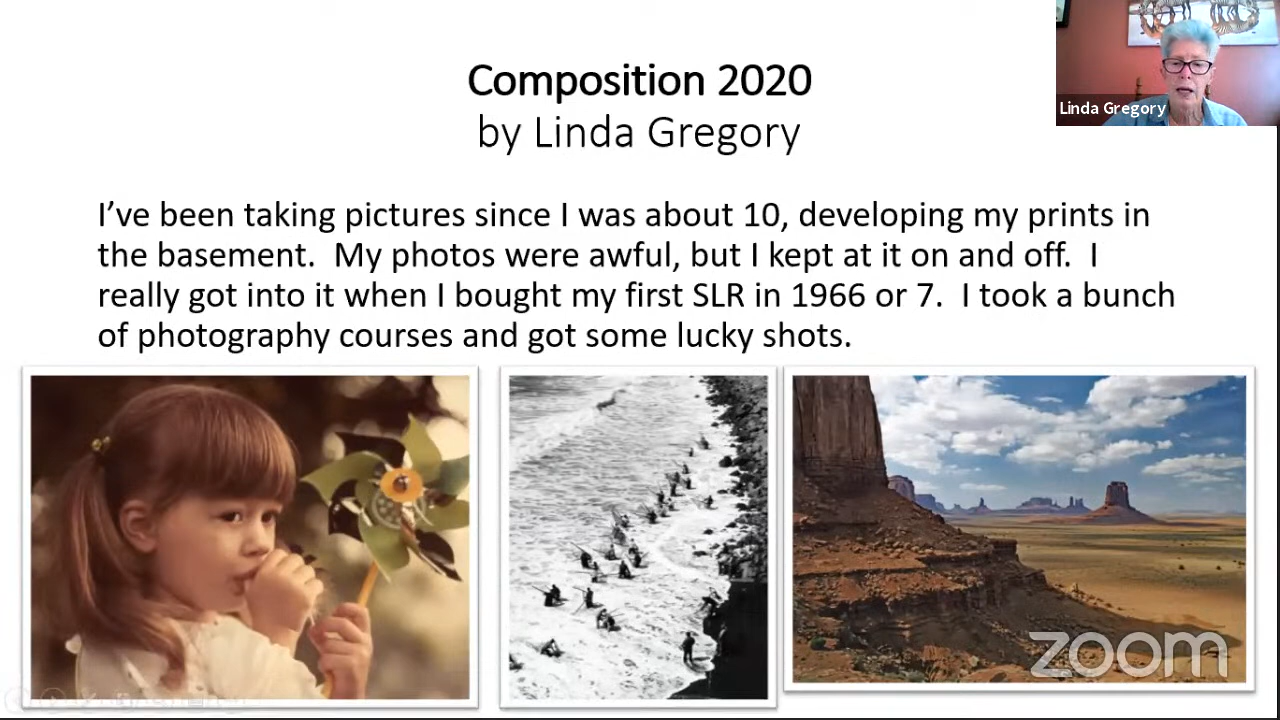 Composition 2020
by Linda Gregory
Linda Gregory
I’ve been taking pictures since I was about 10, developing my prints in
the basement.  My photos were awful, but I kept at it on and off.  I
really got into it when I bought my first SLR in 1966 or 7.  I took a bunch
of photography courses and got some lucky shots.
zoom